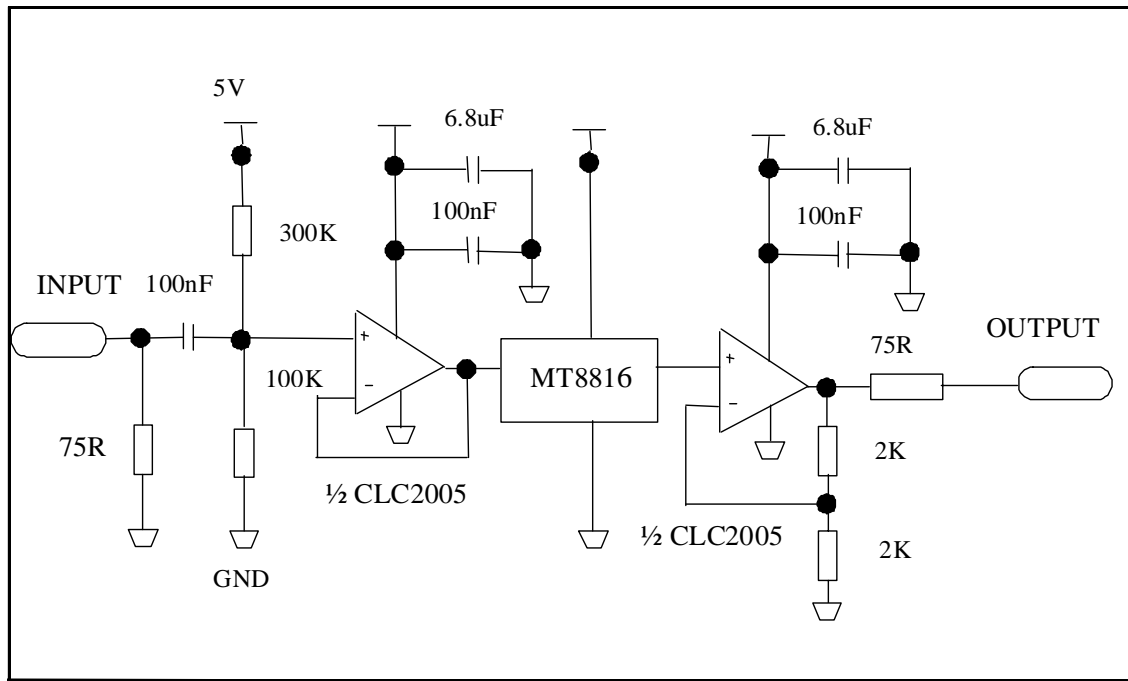 5V
6.8uF
6.8uF
100nF
100nF
300K
INPUT
100nF
OUTPUT
75R
+
+
100K
MT8816
−
−
75R
2K
½ CLC2005
½ CLC2005
2K
GND